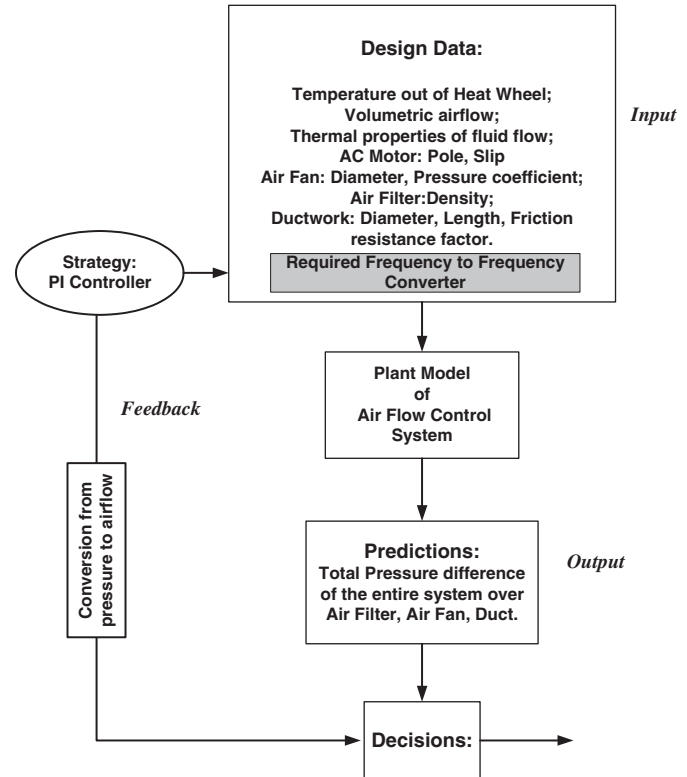 Design Data:
Temperature out of Heat Wheel;
Volumetric airflow;
Thermal properties of fluid flow;
AC Motor: Pole, Slip
Air Fan: Diameter, Pressure coefficient;
Air Filter:Density;
Ductwork: Diameter, Length, Friction
resistance factor.
Required Frequency to Frequency
Converter
Input
Strategy:
PI Controller
Plant Model
of
Air Flow Control
System
Feedback
Conversion from
pressure to airflow
Predictions:
Total Pressure difference
of the entire system over
Air Filter, Air Fan, Duct.
Output
Decisions: